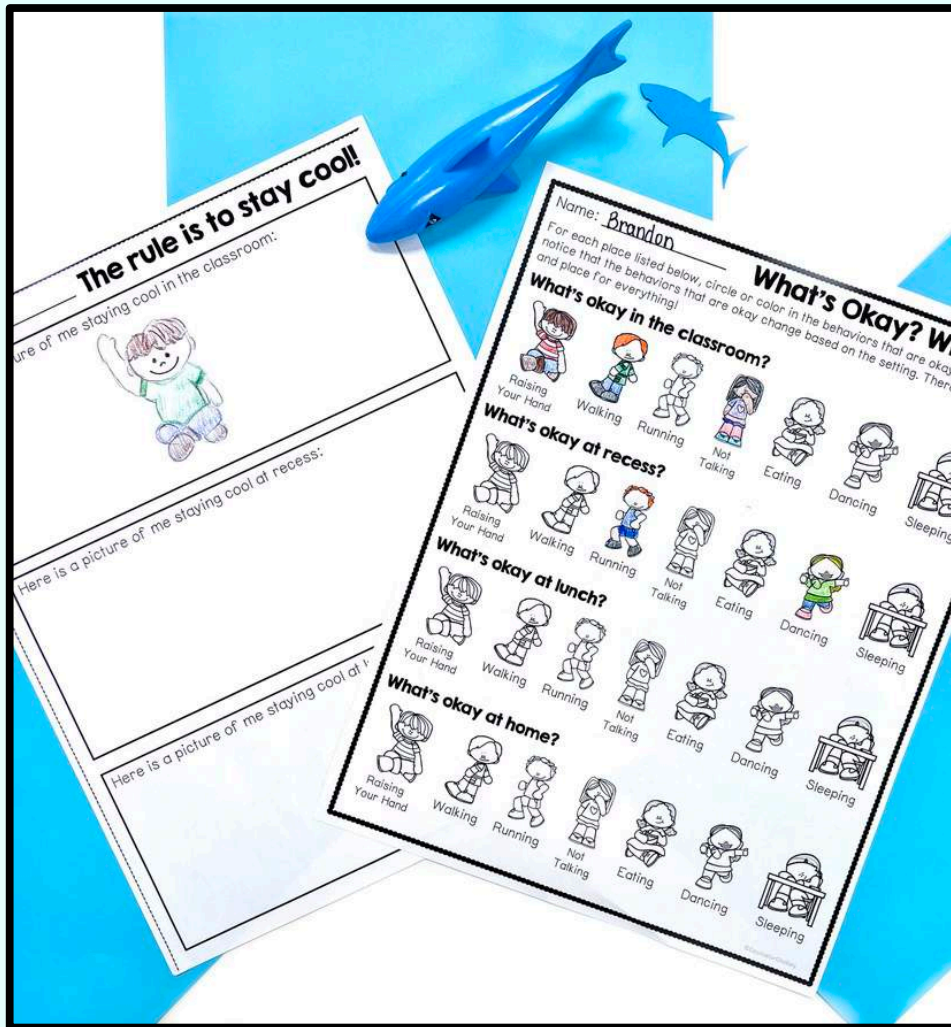 The rule is to stay cool!
ure of me staying cool in the classroom:
Here is a picture of me staying cool at recess:
Here is a picture of me staying cool at
Name: Brandon
What's Okay? W
For each place listed below, circle or color in the behaviors that are okay
notice that the behaviors that are okay change based on the setting. There
and place for everything!
What's okay in the classroom?
Raising Your Hand Walking Running Not Talking Eating Dancing Sleeping
What's okay at recess?
Raising Your Hand Walking Running Not Talking Eating Dancing Sleeping
What's okay at lunch?
Raising Your Hand Walking Running Not Talking Eating Dancing Sleeping
What's okay at home?
Raising Your Hand Walking Running Not Talking Eating Dancing Sleeping